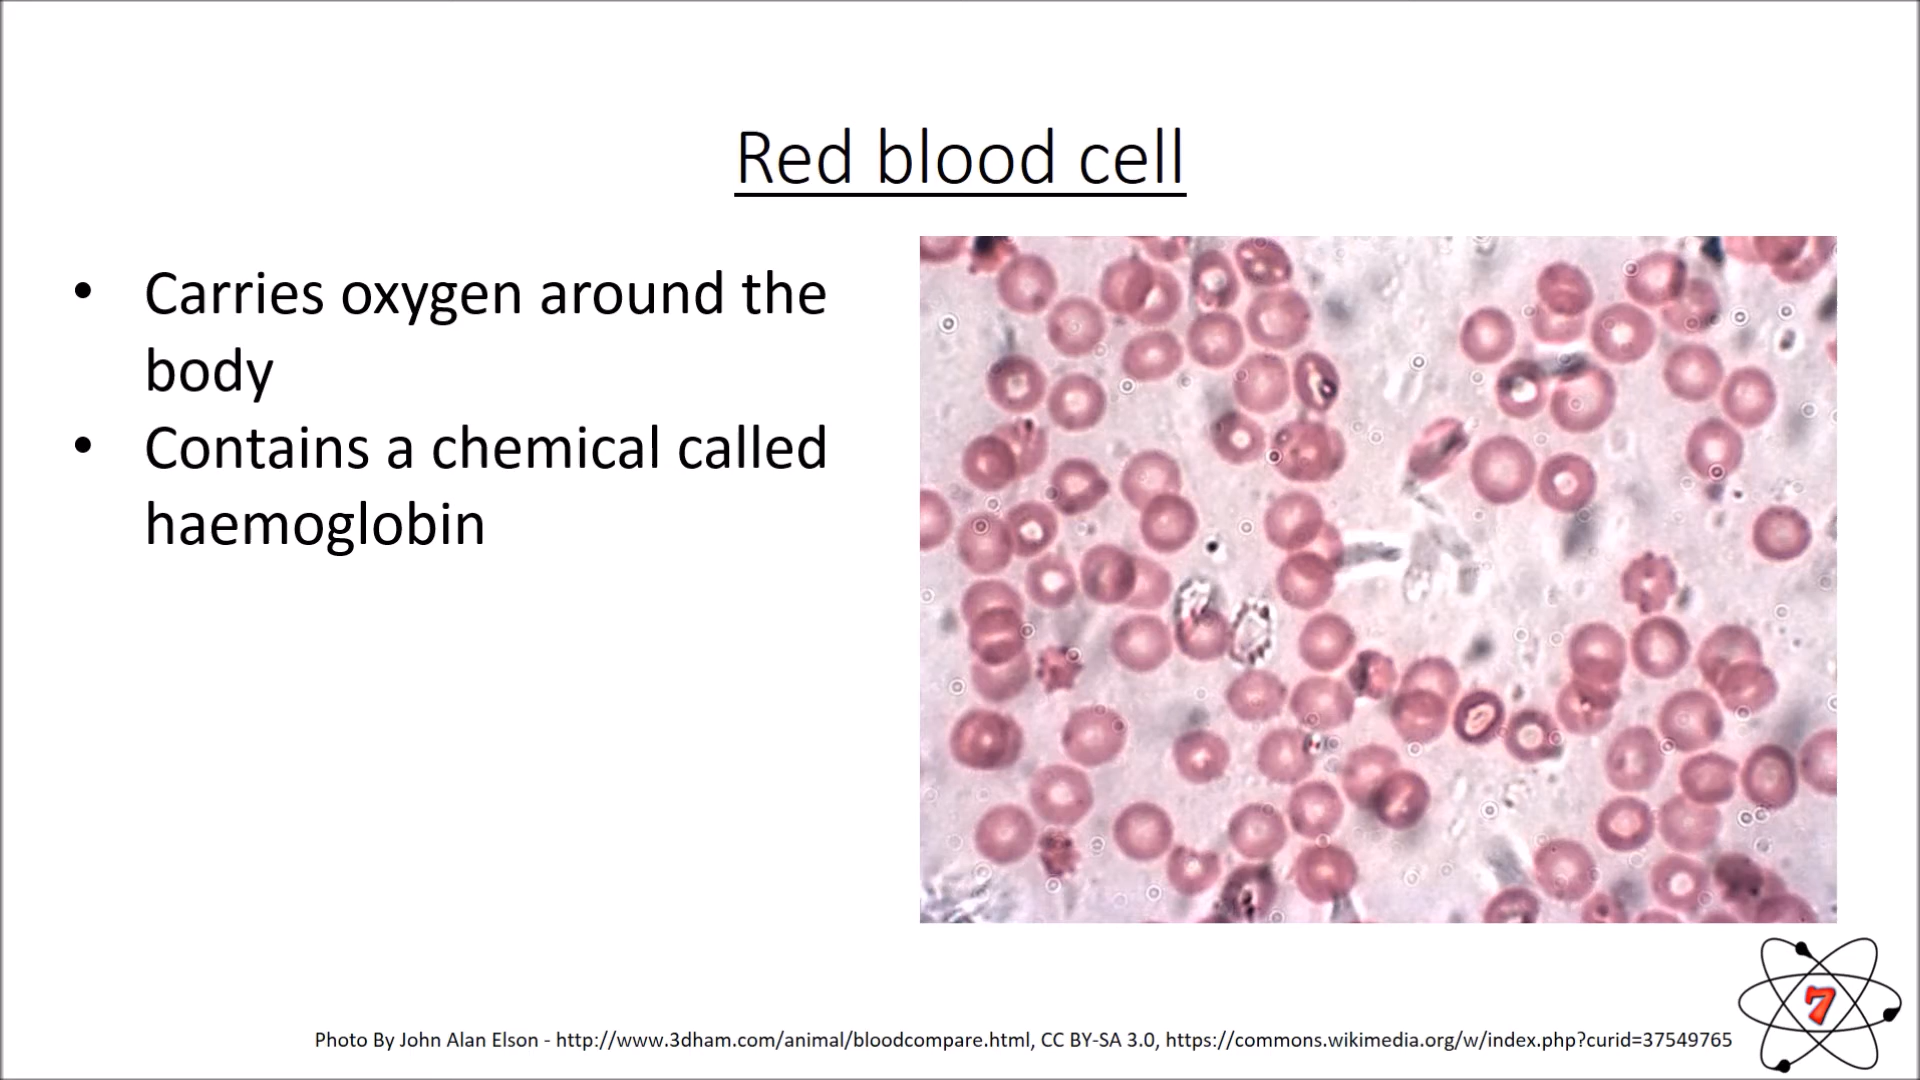 Red blood cell
• Carries oxygen around the
body
• Contains a chemical called
haemoglobin
7
Photo By John Alan Elson - http://www.3dham.com/animal/bloodcompare.html, CC BY-SA 3.0, https://commons.wikimedia.org/w/index.php?curid=37549765